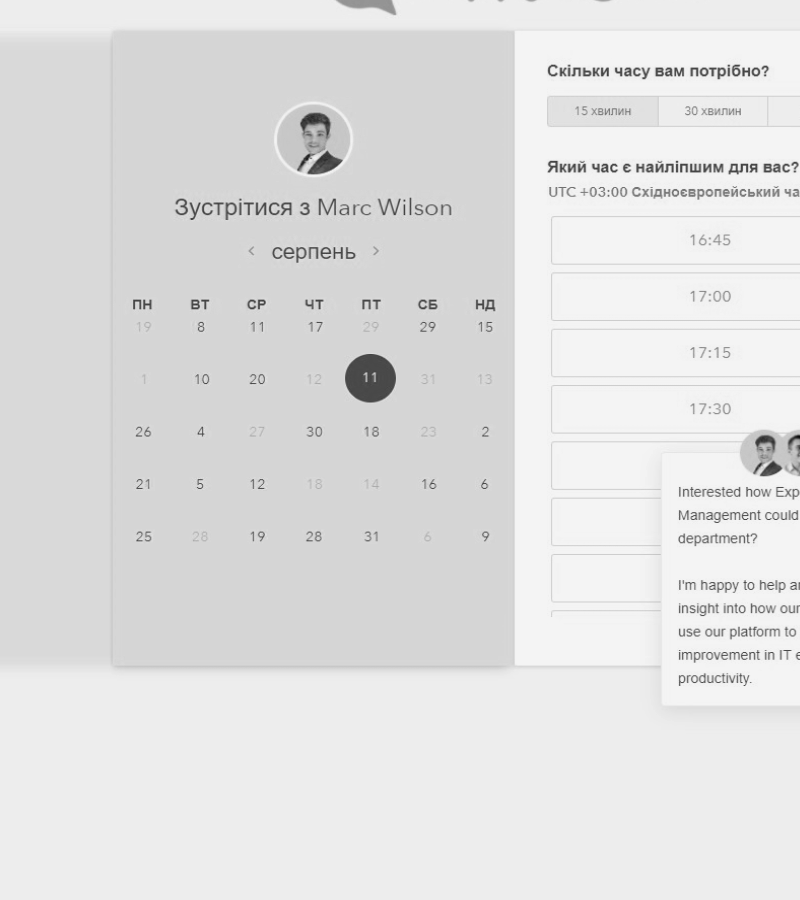 Зустрітися з Marc Wilson
< серпень >
ПН ВТ СР ЧТ ПТ СБ НД
19 8 11 17 29 29 15
1 10 20 12 11 31 13
26 4 27 30 18 23 2
21 5 12 18 14 16 6
25 28 19 28 31 6 9
Скільки часу вам потрібно?
15 хвилин 30 хвилин
Який час є найліпшим для вас?
UTC +03:00 Східноєвропейський ча
16:45
17:00
17:15
17:30
Interested how Exp
Management could
department?
I'm happy to help a
insight into how our
use our platform to
improvement in IT e
productivity.